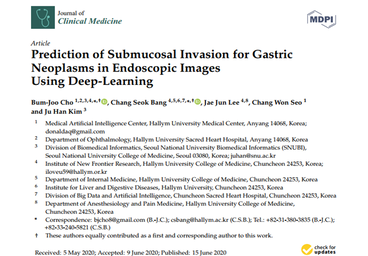 Journal of
Clinical Medicine
MDPI
Article
Prediction of Submucosal Invasion for Gastric
Neoplasms in Endoscopic Images
Using Deep-Learning
Bum-Joo Cho 1,2,3,4,*,†, Chang Seok Bang 4,5,6,7,*,†, Jae Jun Lee 4,8, Chang Won Seo 1
and Ju Han Kim 3
1 Medical Artificial Intelligence Center, Hallym University Medical Center, Anyang 14068, Korea;
donaldaq@gmail.com
2 Department of Ophthalmology, Hallym University Sacred Heart Hospital, Anyang 14068, Korea
3 Division of Biomedical Informatics, Seoul National University Biomedical Informatics (SNUBI),
Seoul National University College of Medicine, Seoul 03080, Korea; juhan@snu.ac.kr
4 Institute of New Frontier Research, Hallym University College of Medicine, Chuncheon 24253, Korea;
iloveu59@hallym.or.kr
5 Department of Internal Medicine, Hallym University College of Medicine, Chuncheon 24253, Korea
6 Institute for Liver and Digestive Diseases, Hallym University, Chuncheon 24253, Korea
7 Division of Big Data and Artificial Intelligence, Chuncheon Sacred Heart Hospital, Chuncheon 24253, Korea
8 Department of Anesthesiology and Pain Medicine, Hallym University College of Medicine,
Chuncheon 24253, Korea
* Correspondence: bjcho8@gmail.com (B.-J.C.); csbang@hallym.ac.kr (C.S.B.); Tel.: +82-31-380-3835 (B.-J.C.);
+82-33-240-5821 (C.S.B.)
† These authors equally contributed as a first and corresponding author to this work.
Received: 5 May 2020; Accepted: 9 June 2020; Published: 15 June 2020
check for
updates